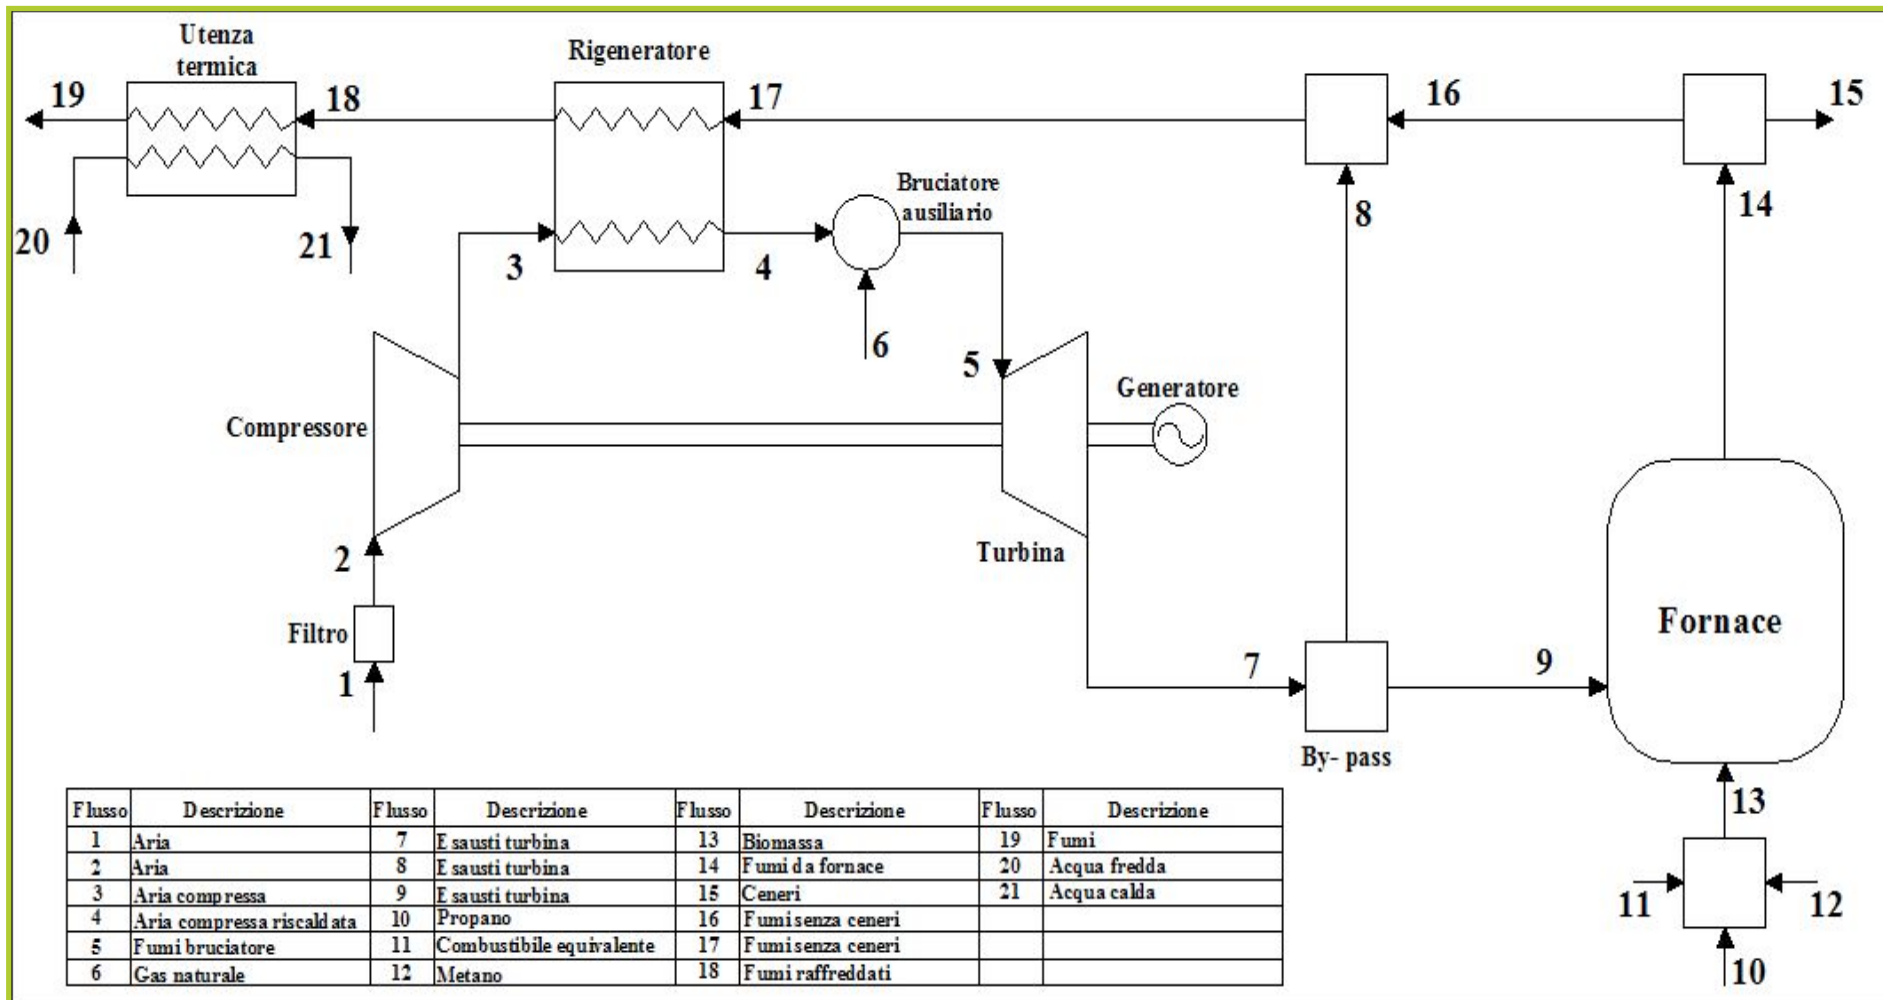 Utenza
termica
Rigeneratore
19
18
17
16
15
20
21
3
4
Bruciatore
ausiliario
6
8
14
5
Generatore
Compressore
2
Turbina
Filtro
1
7
By- pass
9
Fornace
13
11
12
10
Flusso Descrizione Flusso Descrizione Flusso Descrizione Flusso Descrizione
1 Aria 7 Esausti turbina 13 Biomassa 19 Fumi
2 Aria 8 Esausti turbina 14 Fumi da fornace 20 Acqua fredda
3 Aria compressa 9 Esausti turbina 15 Ceneri 21 Acqua calda
4 Aria compressa riscaldata 10 Propano 16 Fumi senza ceneri
5 Fumi bruciatore 11 Combustibile equivalente 17 Fumi senza ceneri
6 Gas naturale 12 Metano 18 Fumi raffreddati